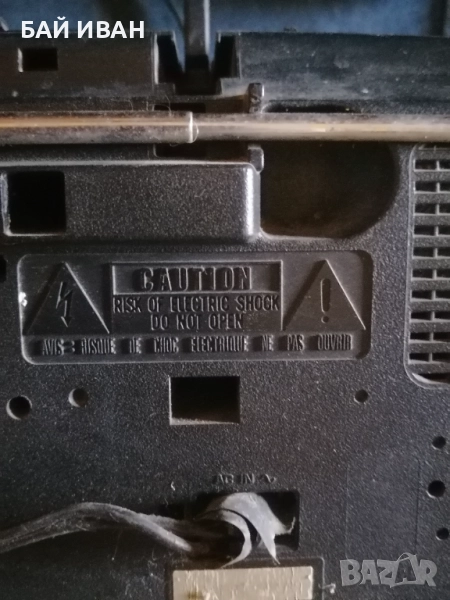 БАЙ ИВАН
CAUTION
RISK OF ELECTRIC SHOCK
DO NOT OPEN
AVIS: RISQUE DE CHOC ELECTRIQUE NE PAS OUVRIR
AC IN ~
BAZAR